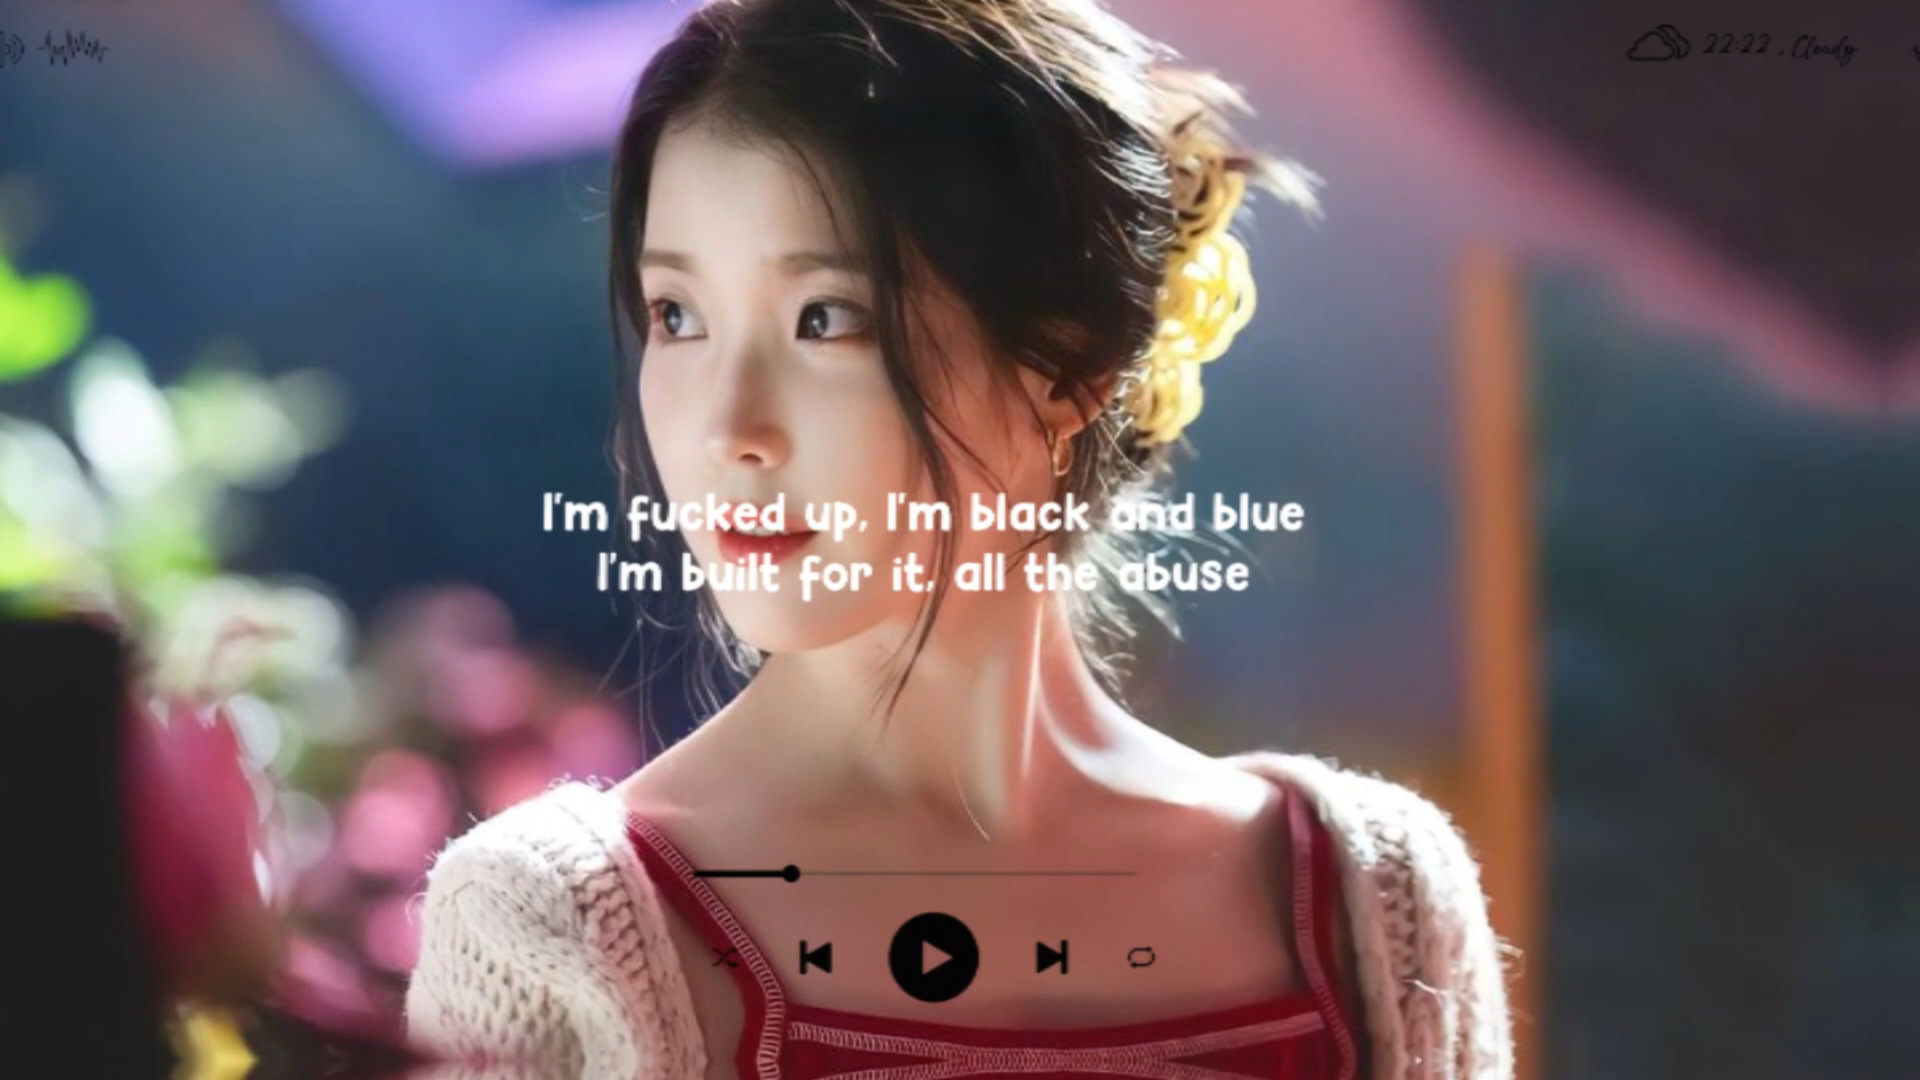 22:22 . Cloudy
I'm fucked up, I'm black and blue
I'm built for it, all the abuse